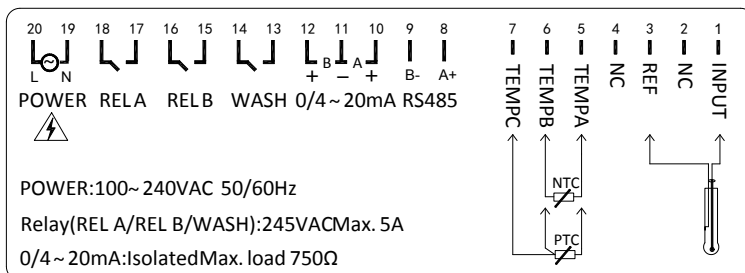 20 19 18 17 16 15 14 13 12 11 10 9 8 7 6 5 4 3 2 1
L ~ N + B − A + B- A+
POWER REL A REL B WASH 0/4~20mA RS485
TEMPC TEMPB TEMPA NC REF NC INPUT
NTC
PTC
POWER:100~240VAC 50/60Hz
Relay(REL A/REL B/WASH):245VACMax. 5A
0/4~20mA:IsolatedMax. load 750Ω